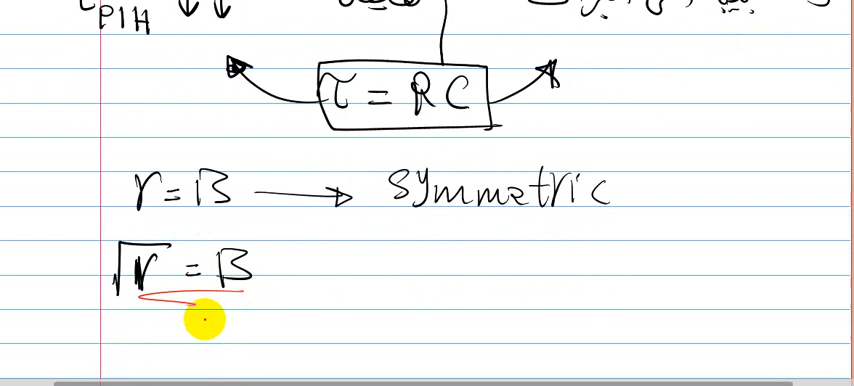 t PIH ↓↓
τ = RC
r = B → symmetric
√r = B